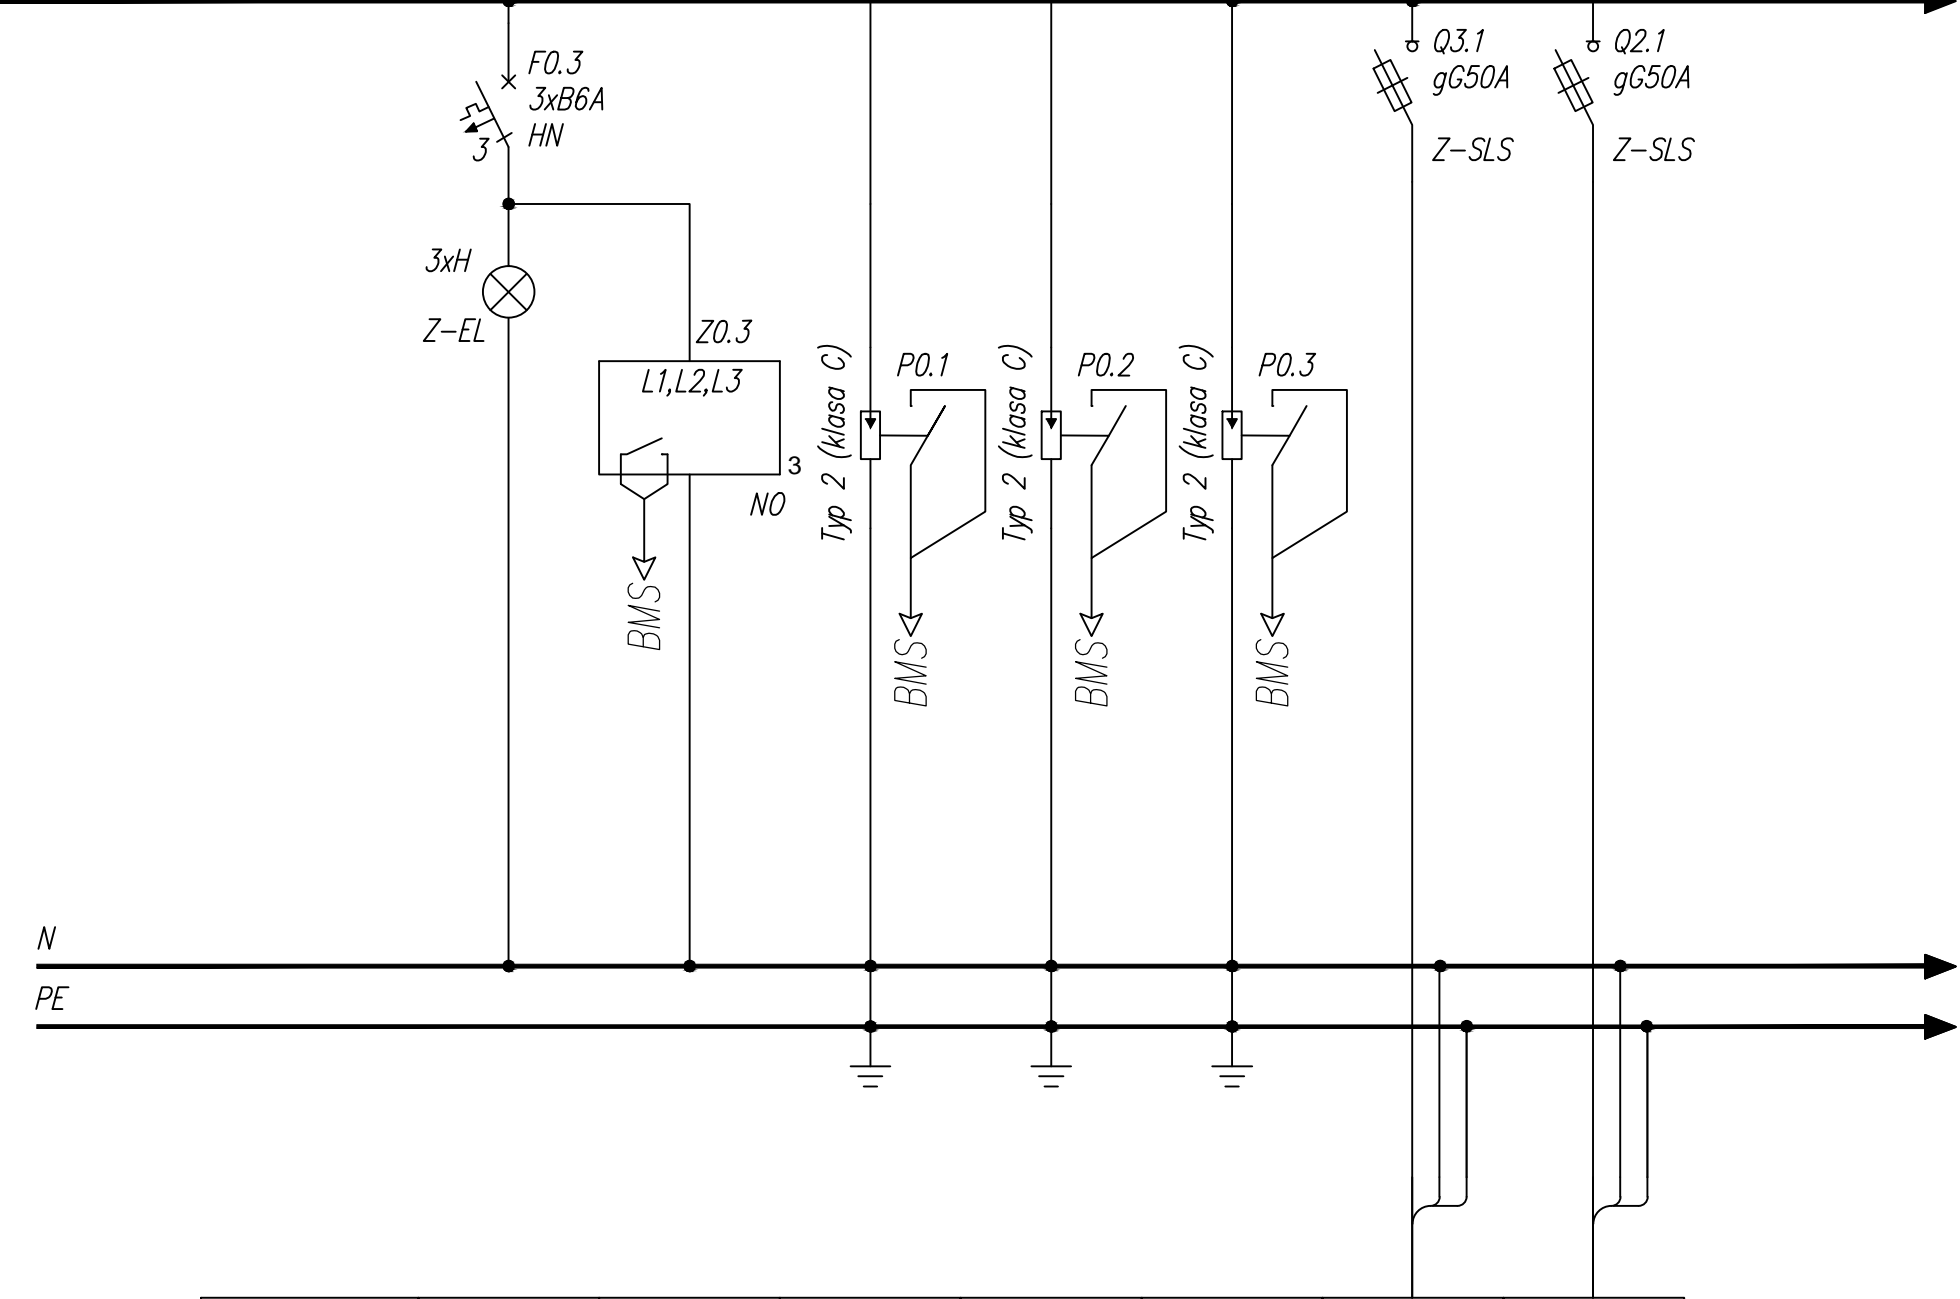 F0.3
3xB6A
HN
3
Q3.1
gG50A
Z-SLS
Q2.1
gG50A
Z-SLS
3xH
Z-EL
Z0.3
L1,L2,L3
3
NO
BMS
Typ 2 (klasa C)
P0.1
BMS
Typ 2 (klasa C)
P0.2
BMS
Typ 2 (klasa C)
P0.3
BMS
N
PE